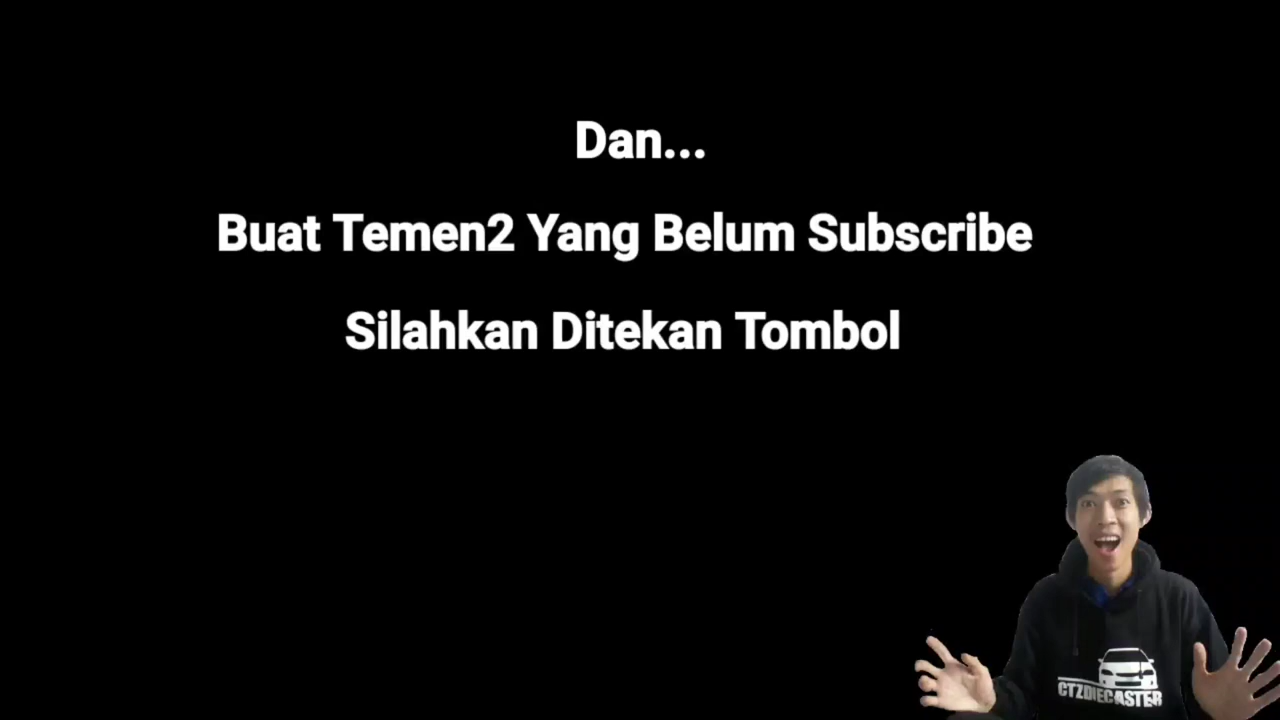 Dan...
Buat Temen2 Yang Belum Subscribe
Silahkan Ditekan Tombol
CTZDIECASTER